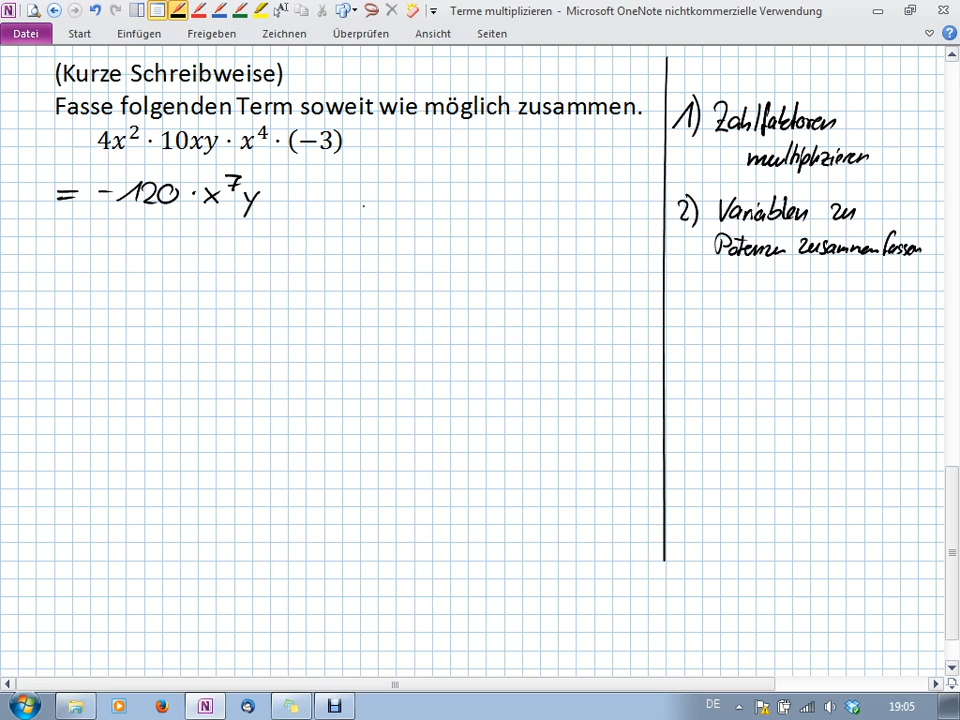 Terme multiplizieren - Microsoft OneNote nichtkommerzielle Verwendung
Datei Start Einfügen Freigeben Zeichnen Überprüfen Ansicht Seiten
(Kurze Schreibweise)
Fasse folgenden Term soweit wie möglich zusammen.
4x² · 10xy · x⁴ · (−3)
= -120 · x⁷y
1) Zahlfaktoren
multiplizieren
2) Variablen zu
Potenzen zusammenfassen
DE 19:05